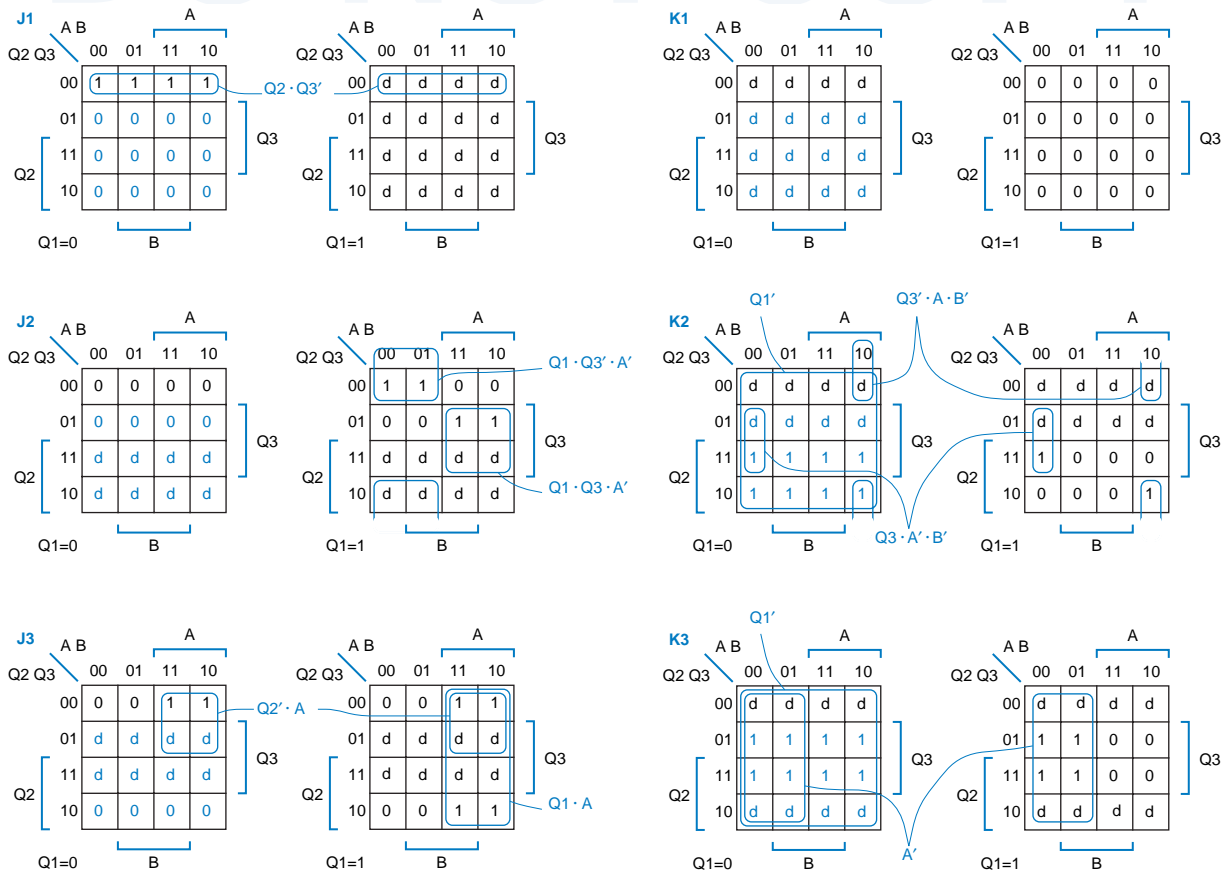 J1
A B
A
00 01 11 10
Q2 Q3
00 1 1 1 1
01 0 0 0 0
11 0 0 0 0
10 0 0 0 0
Q3
Q2
B
Q1=0
Q2 · Q3′
A B
A
00 01 11 10
Q2 Q3
00 d d d d
01 d d d d
11 d d d d
10 d d d d
Q3
Q2
B
Q1=1
K1
A B
A
00 01 11 10
Q2 Q3
00 d d d d
01 d d d d
11 d d d d
10 d d d d
Q3
Q2
B
Q1=0
A B
A
00 01 11 10
Q2 Q3
00 0 0 0 0
01 0 0 0 0
11 0 0 0 0
10 0 0 0 0
Q3
Q2
B
Q1=1
J2
A B
A
00 01 11 10
Q2 Q3
00 0 0 0 0
01 0 0 0 0
11 d d d d
10 d d d d
Q3
Q2
B
Q1=0
A B
A
00 01 11 10
Q2 Q3
00 1 1 0 0
01 0 0 1 1
11 d d d d
10 d d d d
Q3
Q2
B
Q1=1
Q1 · Q3′ · A′
Q1 · Q3 · A′
K2
Q1′
Q3′ · A · B′
A B
A
00 01 11 10
Q2 Q3
00 d d d d
01 d d d d
11 1 1 1 1
10 1 1 1 1
Q3
Q2
B
Q1=0
Q3 · A′ · B′
A B
A
00 01 11 10
Q2 Q3
00 d d d d
01 d d d d
11 1 0 0 0
10 0 0 0 1
Q3
Q2
B
Q1=1
J3
A B
A
00 01 11 10
Q2 Q3
00 0 0 1 1
01 d d d d
11 d d d d
10 0 0 0 0
Q3
Q2
B
Q1=0
Q2′ · A
A B
A
00 01 11 10
Q2 Q3
00 0 0 1 1
01 d d d d
11 d d d d
10 0 0 1 1
Q3
Q2
B
Q1=1
Q1 · A
K3
Q1′
A B
A
00 01 11 10
Q2 Q3
00 d d d d
01 1 1 1 1
11 1 1 1 1
10 d d d d
Q3
Q2
B
Q1=0
A′
A B
A
00 01 11 10
Q2 Q3
00 d d d d
01 1 1 0 0
11 1 1 0 0
10 d d d d
Q3
Q2
B
Q1=1